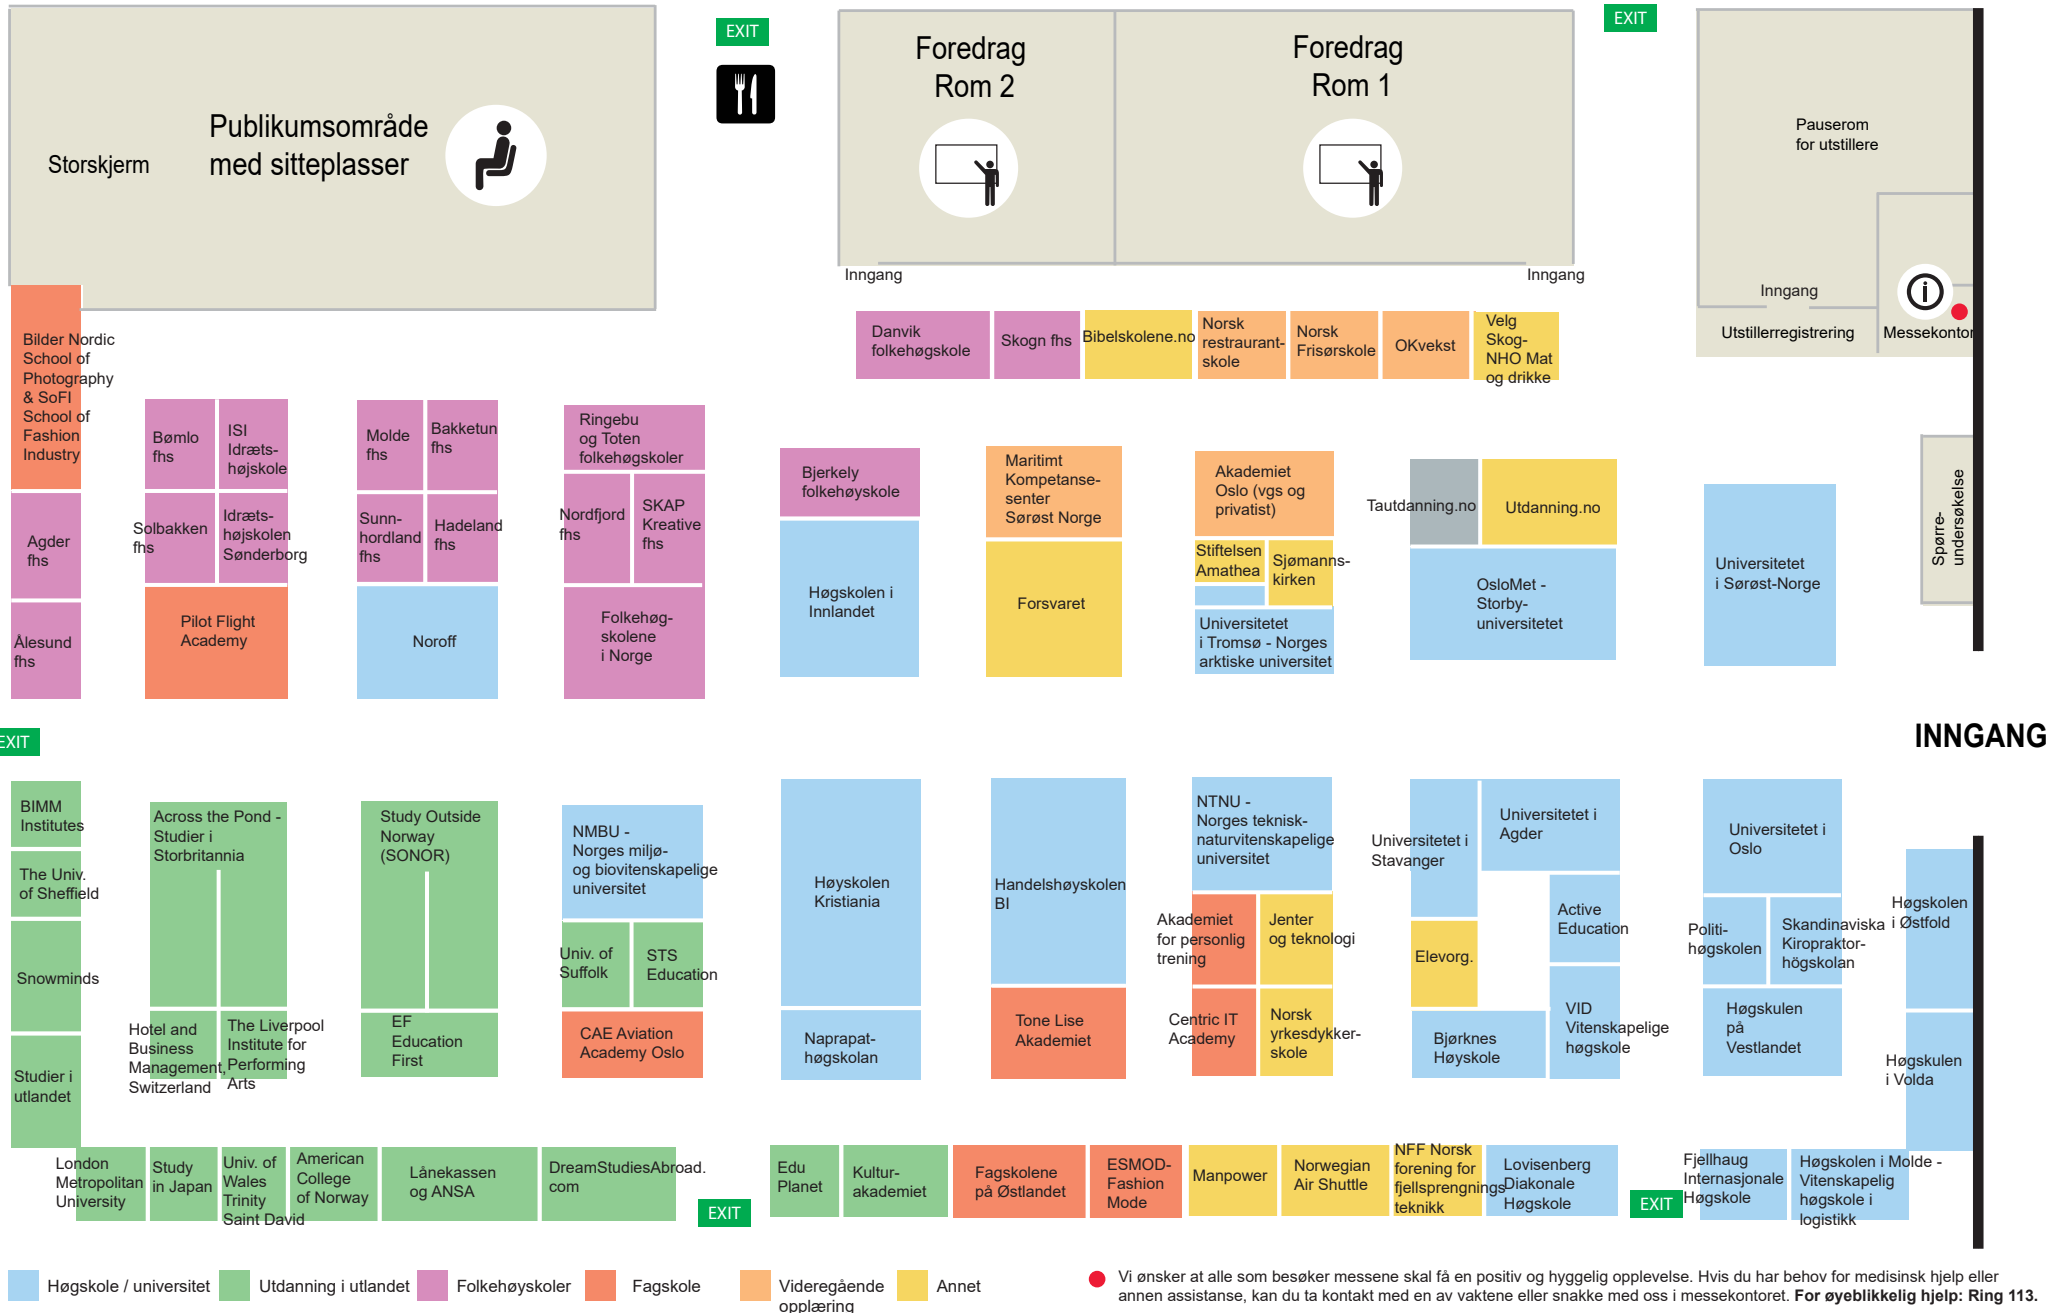 EXIT
EXIT
Foredrag
Rom 2
Foredrag
Rom 1
Storskjerm
Publikumsområde
med sitteplasser
Pauserom
for utstillere
Inngang
Inngang
Inngang
Utstillerregistrering
Messekontor
Bilder Nordic
School of
Photography
& SoFI
School of
Fashion
Industry
Danvik
folkehøgskole
Skogn fhs
Bibelskolene.no
Norsk
restraurant-
skole
Norsk
Frisørskole
OKvekst
Velg
Skog-
NHO Mat
og drikke
Bømlo
fhs
ISI
Idræts-
højskole
Molde
fhs
Bakketun
fhs
Ringebu
og Toten
folkehøgskoler
Bjerkely
folkehøyskole
Maritimt
Kompetanse-
senter
Sørøst Norge
Akademiet
Oslo (vgs og
privatist)
Tautdanning.no
Utdanning.no
Spørre-
undersøkelse
Agder
fhs
Solbakken
fhs
Idræts-
højskolen
Sønderborg
Sunn-
hordland
fhs
Hadeland
fhs
Nordfjord
fhs
SKAP
Kreative
fhs
Stiftelsen
Amathea
Sjømanns-
kirken
Universitetet
i Sørøst-Norge
Høgskolen i
Innlandet
Forsvaret
OsloMet -
Storby-
universitetet
Ålesund
fhs
Pilot Flight
Academy
Noroff
Folkehøg-
skolene
i Norge
Universitetet
i Tromsø - Norges
arktiske universitet
EXIT
INNGANG
BIMM
Institutes
Across the Pond -
Studier i
Storbritannia
Study Outside
Norway
(SONOR)
NMBU -
Norges miljø-
og biovitenskapelige
universitet
Høyskolen
Kristiania
Handelshøyskolen
BI
NTNU -
Norges teknisk-
naturvitenskapelige
universitet
Universitetet i
Stavanger
Universitetet i
Agder
Universitetet i
Oslo
The Univ.
of Sheffield
Høgskolen
i Østfold
Snowminds
Univ. of
Suffolk
STS
Education
Akademiet
for personlig
trening
Jenter
og teknologi
Elevorg.
Active
Education
Politi-
høgskolen
Skandinaviska
Kiropraktor-
högskolan
Studier i
utlandet
Hotel and
Business
Management,
Switzerland
The Liverpool
Institute for
Performing
Arts
EF
Education
First
CAE Aviation
Academy Oslo
Naprapat-
högskolan
Tone Lise
Akademiet
Centric IT
Academy
Norsk
yrkesdykker-
skole
Bjørknes
Høyskole
VID
Vitenskapelige
høgskole
Høgskulen
på
Vestlandet
Høgskulen
i Volda
London
Metropolitan
University
Study
in Japan
Univ. of
Wales
Trinity
Saint David
American
College
of Norway
Lånekassen
og ANSA
DreamStudiesAbroad.
com
EXIT
Edu
Planet
Kultur-
akademiet
Fagskolene
på Østlandet
ESMOD-
Fashion
Mode
Manpower
Norwegian
Air Shuttle
NFF Norsk
forening for
fjellsprengnings
teknikk
Lovisenberg
Diakonale
Høgskole
EXIT
Fjellhaug
Internasjonale
Høgskole
Høgskolen i Molde -
Vitenskapelig
høgskole i
logistikk
Høgskole / universitet
Utdanning i utlandet
Folkehøyskoler
Fagskole
Videregående
opplæring
Annet
Vi ønsker at alle som besøker messene skal få en positiv og hyggelig opplevelse. Hvis du har behov for medisinsk hjelp eller
annen assistanse, kan du ta kontakt med en av vaktene eller snakke med oss i messekontoret. For øyeblikkelig hjelp: Ring 113.